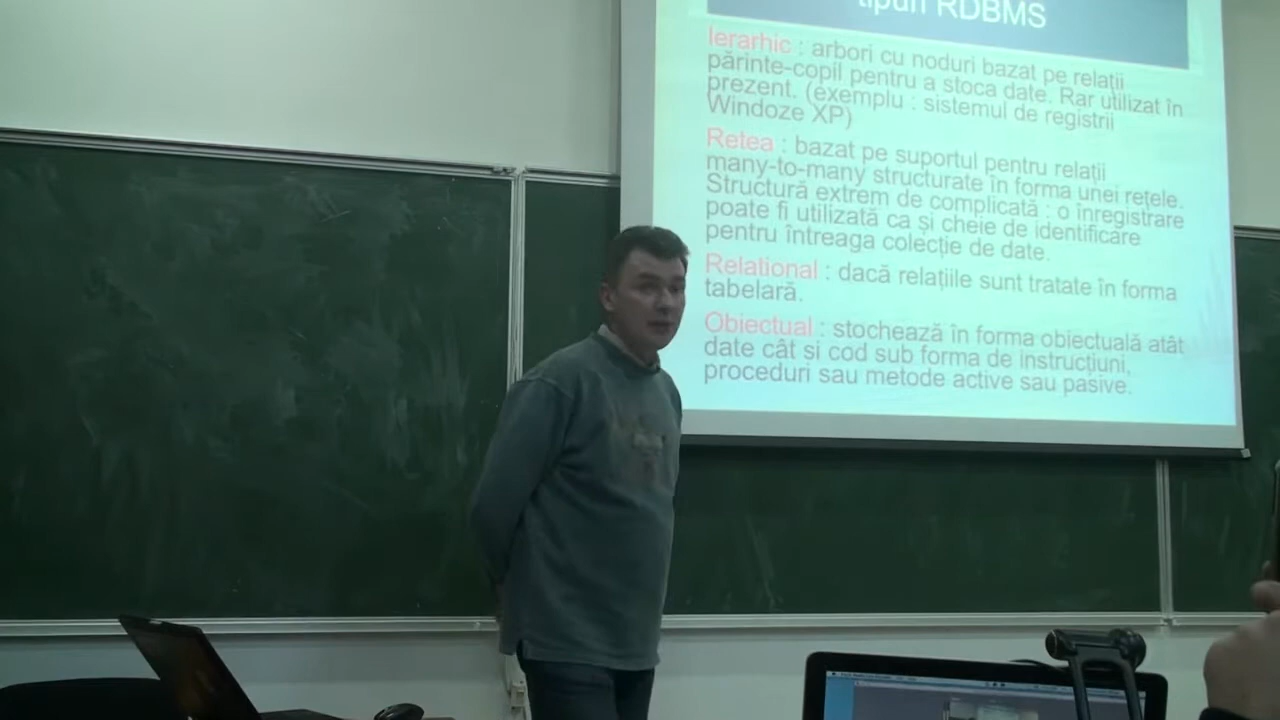 tipuri RDBMS
Ierarhic : arbori cu noduri bazat pe relații
părinte-copil pentru a stoca date. Rar utilizat în
prezent. (exemplu : sistemul de registrii
Windoze XP)
Retea : bazat pe suportul pentru relații
many-to-many structurate în forma unei rețele.
Structură extrem de complicată : o înregistrare
poate fi utilizată ca și cheie de identificare
pentru întreaga colecție de date.
Relational : dacă relațiile sunt tratate în forma
tabelară.
Obiectual : stochează în forma obiectuală atât
date cât și cod sub forma de instrucțiuni,
proceduri sau metode active sau pasive.